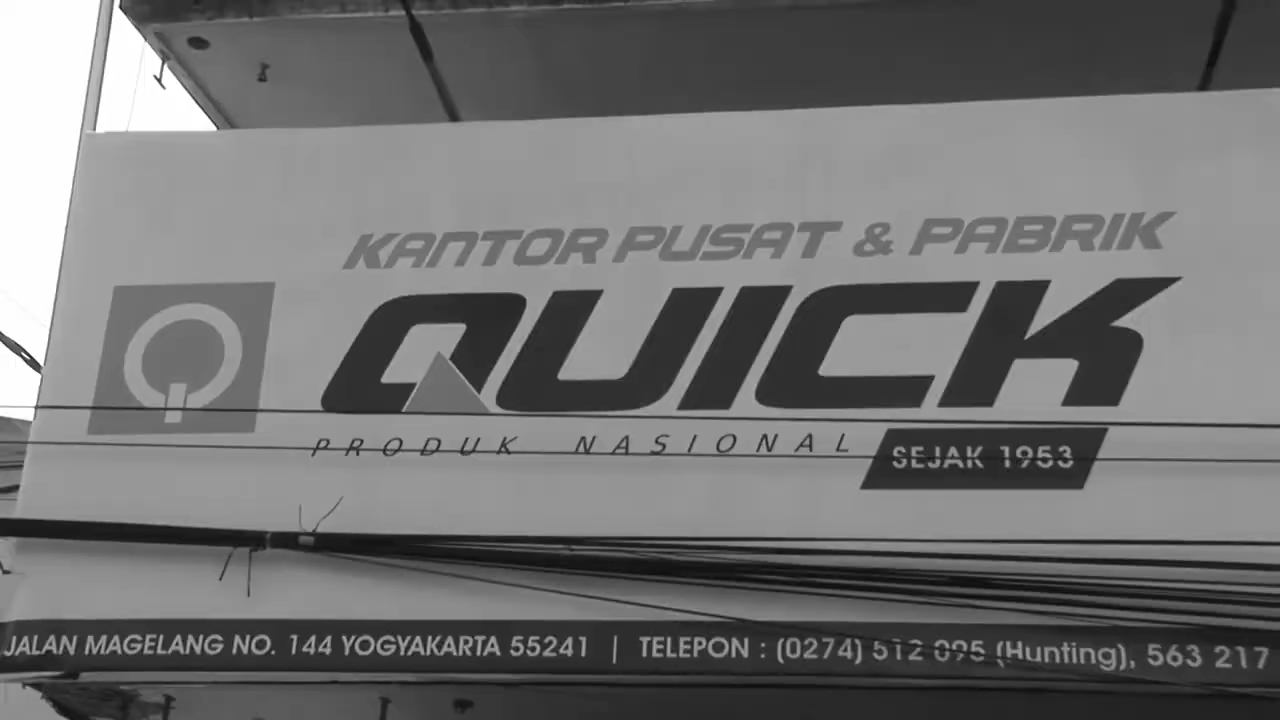 KANTOR PUSAT & PABRIK
QUICK
PRODUK NASIONAL
SEJAK 1953
JALAN MAGELANG NO. 144 YOGYAKARTA 55241 | TELEPON : (0274) 512 095 (Hunting), 563 217